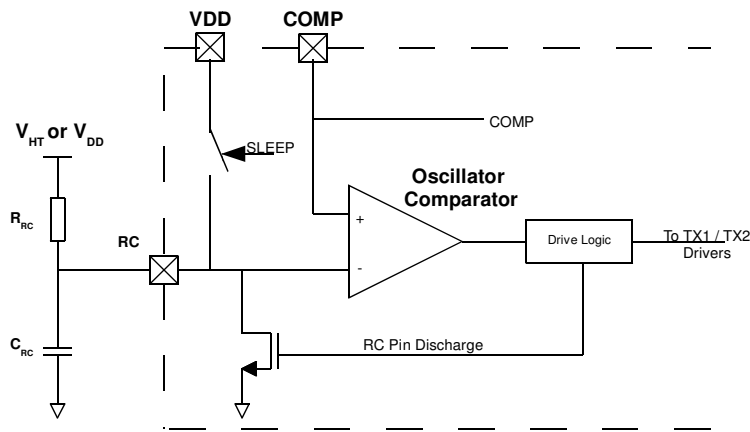 VDD
COMP
COMP
V_HT or V_DD
SLEEP
Oscillator
Comparator
R_RC
RC
+
Drive Logic
To TX1 / TX2
Drivers
-
C_RC
RC Pin Discharge